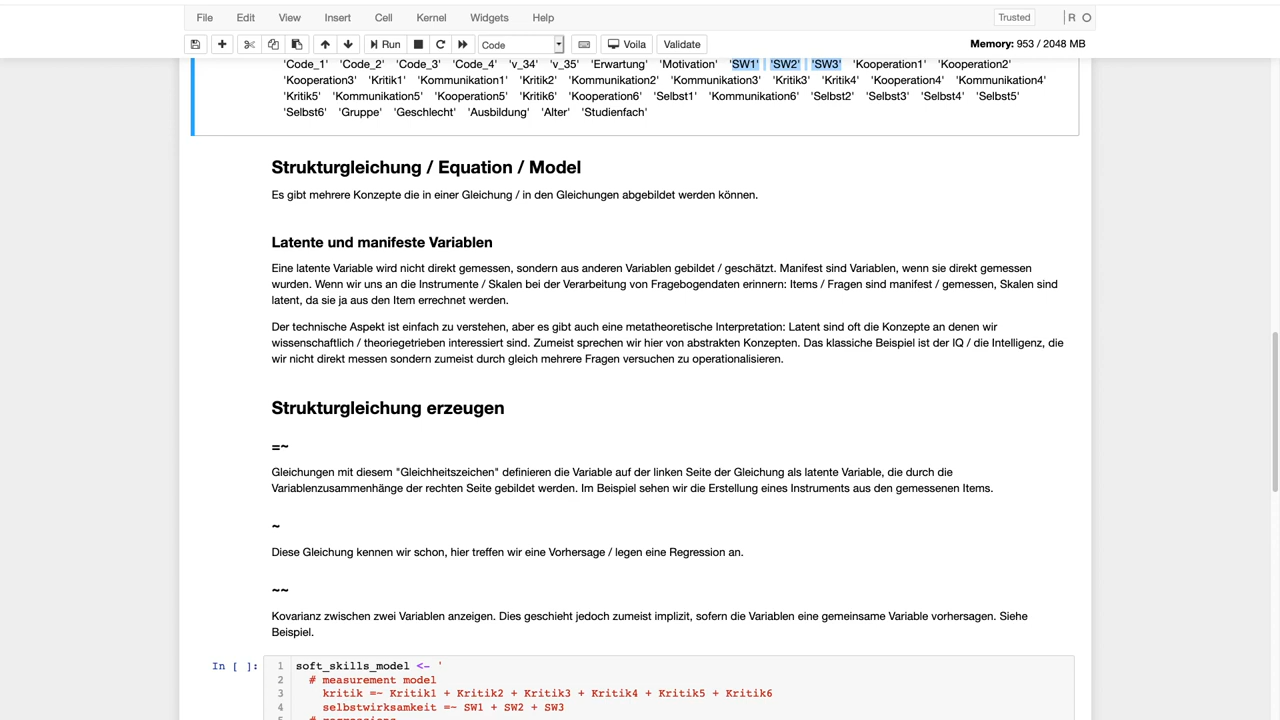 File Edit View Insert Cell Kernel Widgets Help Trusted R
Run Code Voila Validate Memory: 953 / 2048 MB
'Code_1' 'Code_2' 'Code_3' 'Code_4' 'v_34' 'v_35' 'Erwartung' 'Motivation' 'SW1' 'SW2' 'SW3' 'Kooperation1' 'Kooperation2'
'Kooperation3' 'Kritik1' 'Kommunikation1' 'Kritik2' 'Kommunikation2' 'Kommunikation3' 'Kritik3' 'Kritik4' 'Kooperation4' 'Kommunikation4'
'Kritik5' 'Kommunikation5' 'Kooperation5' 'Kritik6' 'Kooperation6' 'Selbst1' 'Kommunikation6' 'Selbst2' 'Selbst3' 'Selbst4' 'Selbst5'
'Selbst6' 'Gruppe' 'Geschlecht' 'Ausbildung' 'Alter' 'Studienfach'
Strukturgleichung / Equation / Model
Es gibt mehrere Konzepte die in einer Gleichung / in den Gleichungen abgebildet werden können.
Latente und manifeste Variablen
Eine latente Variable wird nicht direkt gemessen, sondern aus anderen Variablen gebildet / geschätzt. Manifest sind Variablen, wenn sie direkt gemessen
wurden. Wenn wir uns an die Instrumente / Skalen bei der Verarbeitung von Fragebogendaten erinnern: Items / Fragen sind manifest / gemessen, Skalen sind
latent, da sie ja aus den Item errechnet werden.
Der technische Aspekt ist einfach zu verstehen, aber es gibt auch eine metatheoretische Interpretation: Latent sind oft die Konzepte an denen wir
wissenschaftlich / theoriegetrieben interessiert sind. Zumeist sprechen wir hier von abstrakten Konzepten. Das klassische Beispiel ist der IQ / die Intelligenz, die
wir nicht direkt messen sondern zumeist durch gleich mehrere Fragen versuchen zu operationalisieren.
Strukturgleichung erzeugen
=~
Gleichungen mit diesem "Gleichheitszeichen" definieren die Variable auf der linken Seite der Gleichung als latente Variable, die durch die
Variablenzusammenhänge der rechten Seite gebildet werden. Im Beispiel sehen wir die Erstellung eines Instruments aus den gemessenen Items.
~
Diese Gleichung kennen wir schon, hier treffen wir eine Vorhersage / legen eine Regression an.
~~
Kovarianz zwischen zwei Variablen anzeigen. Dies geschieht jedoch zumeist implizit, sofern die Variablen eine gemeinsame Variable vorhersagen. Siehe
Beispiel.
In [ ]: 1 soft_skills_model <- '
2 # measurement model
3 kritik =~ Kritik1 + Kritik2 + Kritik3 + Kritik4 + Kritik5 + Kritik6
4 selbstwirksamkeit =~ SW1 + SW2 + SW3